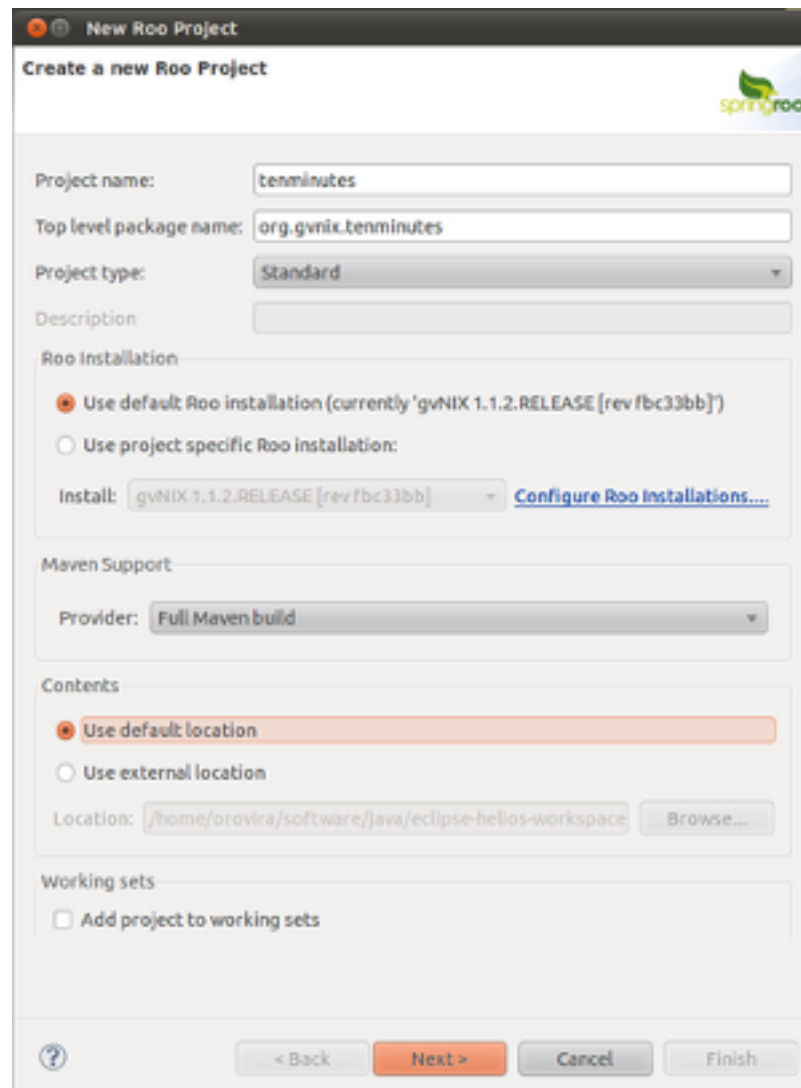 New Roo Project
Create a new Roo Project
springroo
Project name: tenminutes
Top level package name: org.gvnix.tenminutes
Project type: Standard
Description
Roo Installation
Use default Roo installation (currently 'gvNIX 1.1.2.RELEASE [rev fbc33bb]')
Use project specific Roo installation:
Install: gvNIX 1.1.2.RELEASE [rev fbc33bb] Configure Roo Installations....
Maven Support
Provider: Full Maven build
Contents
Use default location
Use external location
Location: /home/orovira/software/java/eclipse-helios-workspace Browse...
Working sets
Add project to working sets
? < Back Next > Cancel Finish